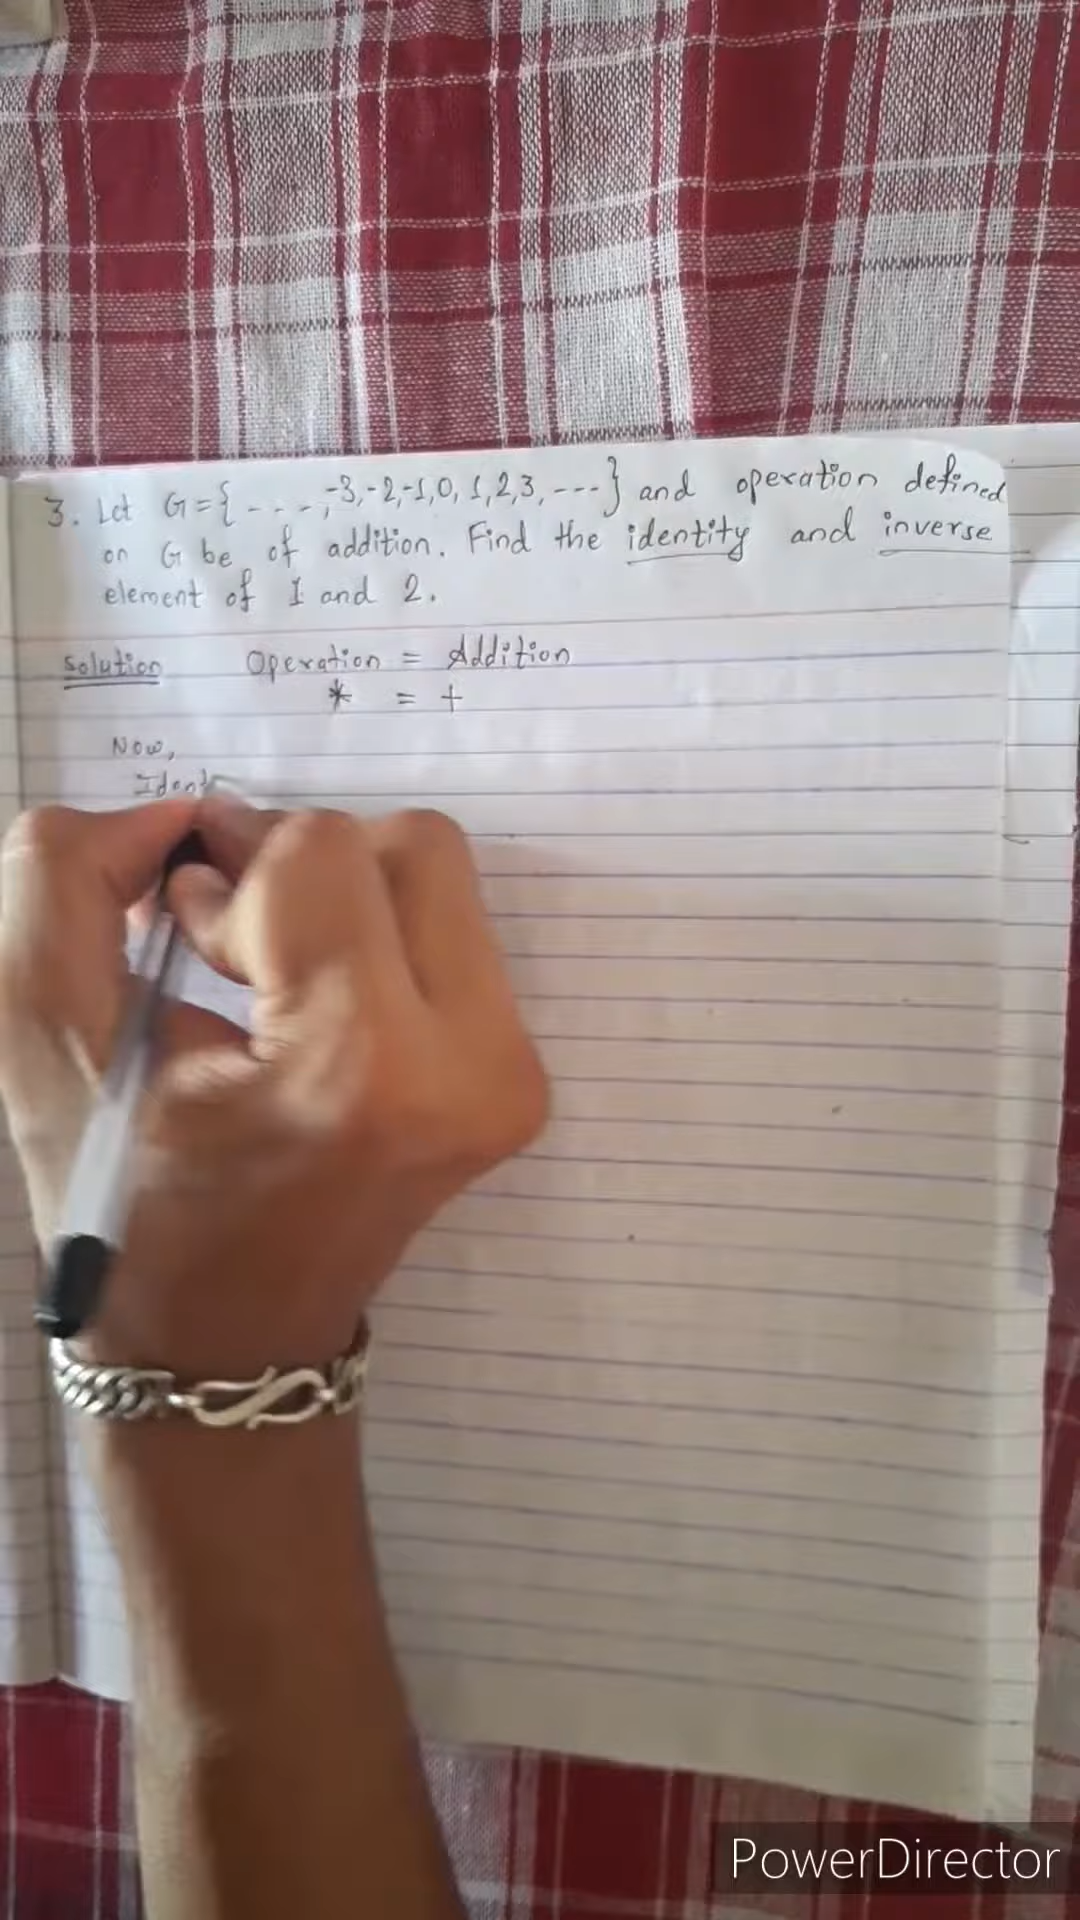 3. Let G={ - - - , -3,-2,-1,0, 1,2,3, - - - } and operation defined
on G be of addition. Find the identity and inverse
element of 1 and 2.
Solution Operation = Addition
* = +
Now,
Ident
PowerDirector